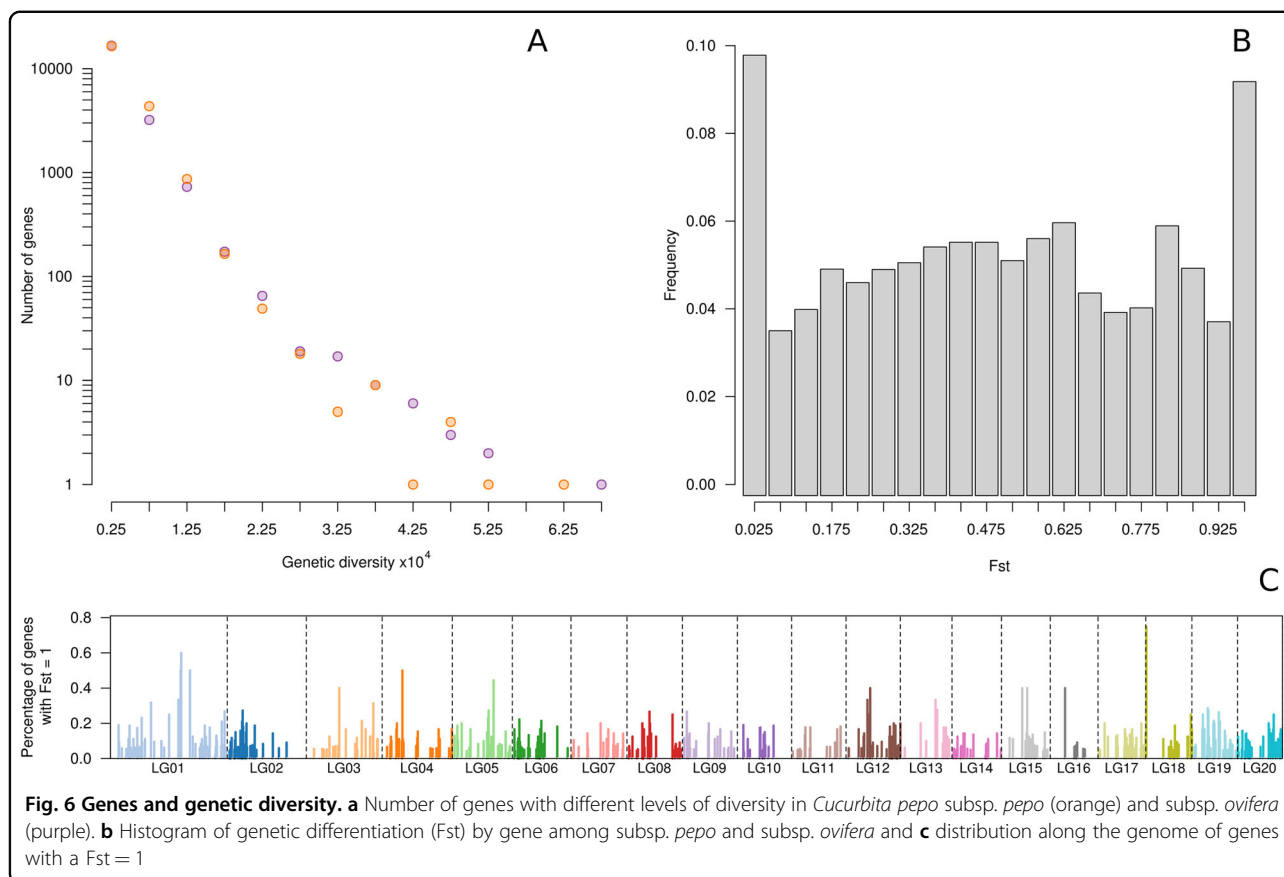 A
10000
1000
100
10
1
Number of genes
0.25 1.25 2.25 3.25 4.25 5.25 6.25
Genetic diversity x10⁴
B
0.10
0.08
0.06
0.04
0.02
0.00
Frequency
0.025 0.175 0.325 0.475 0.625 0.775 0.925
Fst
C
0.8
0.6
0.4
0.2
0.0
Percentage of genes
with Fst = 1
LG01 LG02 LG03 LG04 LG05 LG06 LG07 LG08 LG09 LG10 LG11 LG12 LG13 LG14 LG15 LG16 LG17 LG18 LG19 LG20
Fig. 6 Genes and genetic diversity. a Number of genes with different levels of diversity in Cucurbita pepo subsp. pepo (orange) and subsp. ovifera
(purple). b Histogram of genetic differentiation (Fst) by gene among subsp. pepo and subsp. ovifera and c distribution along the genome of genes
with a Fst = 1